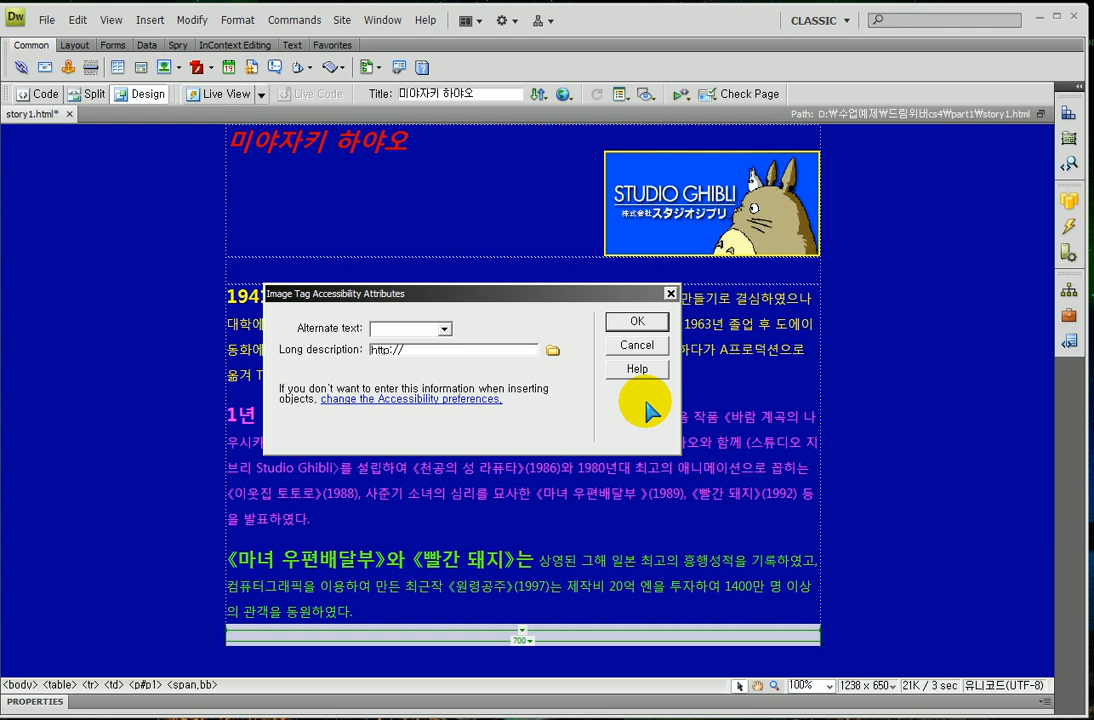 Dw File Edit View Insert Modify Format Commands Site Window Help CLASSIC
Common Layout Forms Data Spry InContext Editing Text Favorites
Code Split Design Live View Live Code Title: 미야자키 하야오 Check Page
story1.html* Path: D:\수업예제\드림위버cs4\part1\story1.html
미야자키 하야오
STUDIO GHIBLI
株式会社スタジオジブリ
194 만들기로 결심하였으나
대학에 1963년 졸업 후 도에이
동화에 하다가 A프로덕션으로
옮겨 T
1년 작품 《바람 계곡의 나
우시카 오와 함께 (스튜디오 지
브리 Studio Ghibli》를 설립하여 《천공의 성 라퓨타》(1986)와 1980년대 최고의 애니메이션으로 꼽히는
《이웃집 토토로》(1988), 사춘기 소녀의 심리를 묘사한 《마녀 우편배달부 》(1989), 《빨간 돼지》(1992) 등
을 발표하였다.
《마녀 우편배달부》와 《빨간 돼지》는 상영된 그해 일본 최고의 흥행성적을 기록하였고,
컴퓨터그래픽을 이용하여 만든 최근작 《원령공주》(1997)는 제작비 20억 엔을 투자하여 1400만 명 이상
의 관객을 동원하였다.
700
Image Tag Accessibility Attributes
Alternate text: OK
Long description: http:// Cancel
Help
If you don't want to enter this information when inserting
objects, change the Accessibility preferences.
<body> <table> <tr> <td> <p#p1> <span.bb> 100% 1238 x 650 21K / 3 sec 유니코드(UTF-8)
PROPERTIES